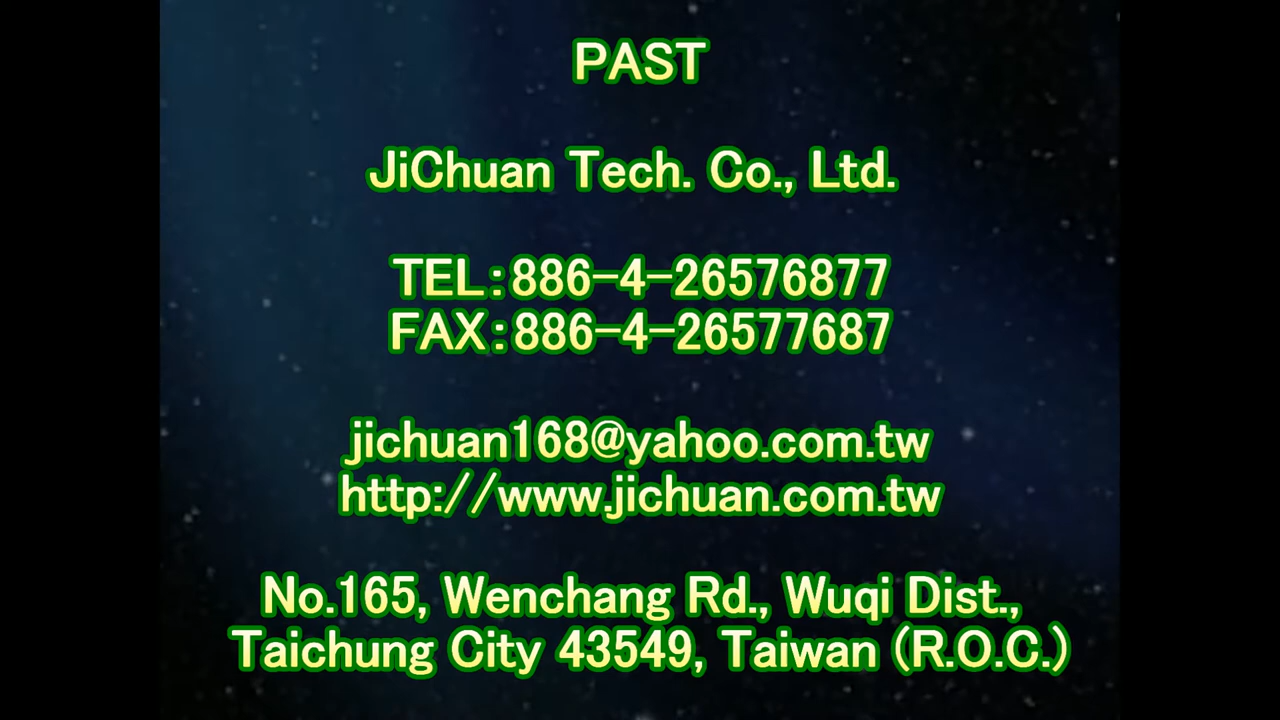 PAST
JiChuan Tech. Co., Ltd.
TEL:886-4-26576877
FAX:886-4-26577687
jichuan168@yahoo.com.tw
http://www.jichuan.com.tw
No.165, Wenchang Rd., Wuqi Dist.,
Taichung City 43549, Taiwan (R.O.C.)